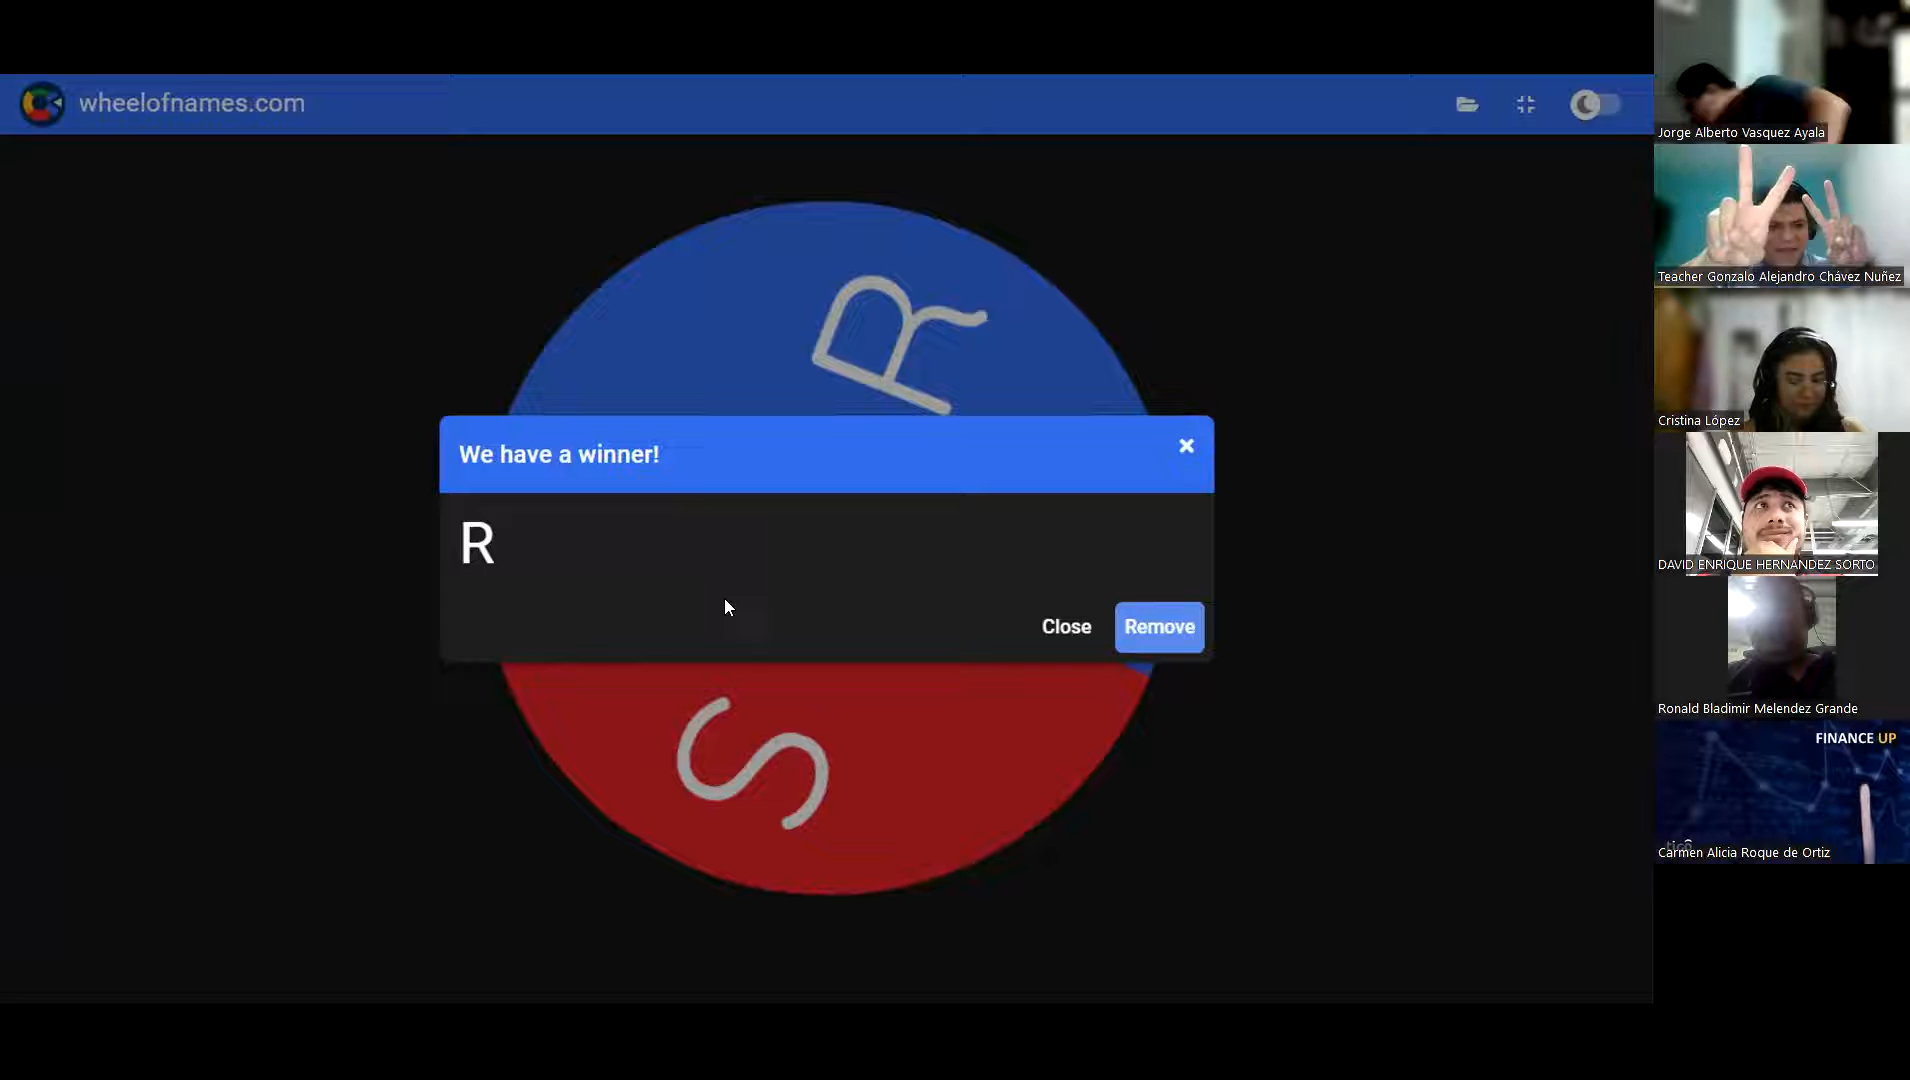 wheelofnames.com
R
We have a winner!
R
Close
Remove
S
Jorge Alberto Vasquez Ayala
Teacher Gonzalo Alejandro Chávez Nuñez
Cristina López
DAVID ENRIQUE HERNANDEZ SORTO
Ronald Bladimir Melendez Grande
FINANCE UP
tigo
Carmen Alicia Roque de Ortiz